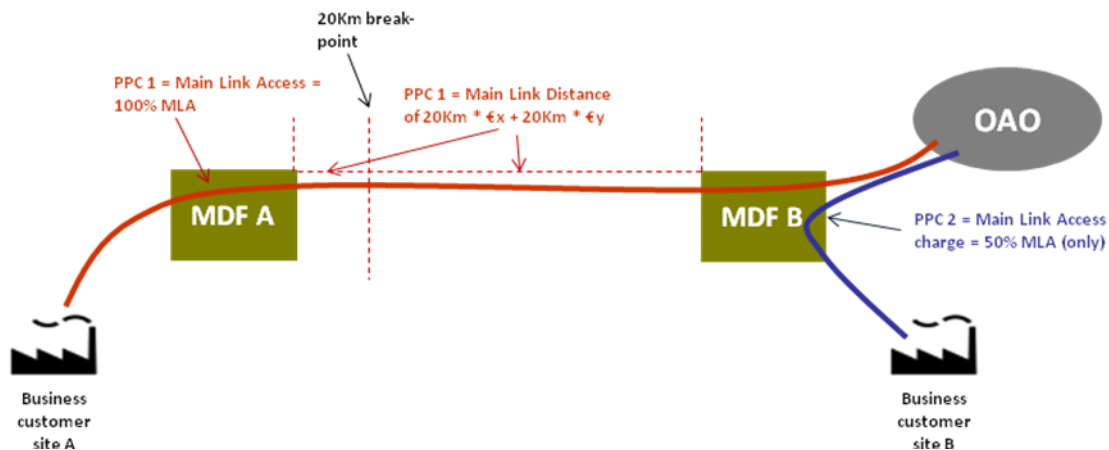 20Km break-
point
PPC 1 = Main Link Access =
100% MLA
PPC 1 = Main Link Distance
of 20Km * €x + 20Km * €y
OAO
MDF A
MDF B
PPC 2 = Main Link Access
charge = 50% MLA (only)
Business
customer
site A
Business
customer
site B